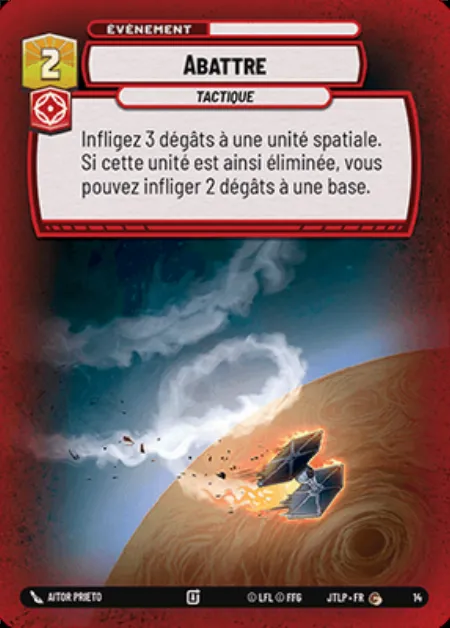 ÉVÈNEMENT
2
ABATTRE
TACTIQUE
Infligez 3 dégâts à une unité spatiale.
Si cette unité est ainsi éliminée, vous
pouvez infliger 2 dégâts à une base.
AITOR PRIETO
© LFL © FFG
JTLP • FR
14